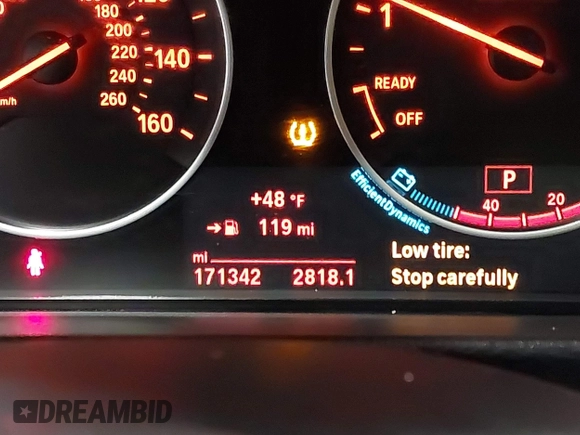 180
200
220
240
260
140
160
km/h
1
READY
OFF
EfficientDynamics
P
40 20
+48 °F
119 mi
mi
171342 2818.1
Low tire:
Stop carefully
DREAMBID